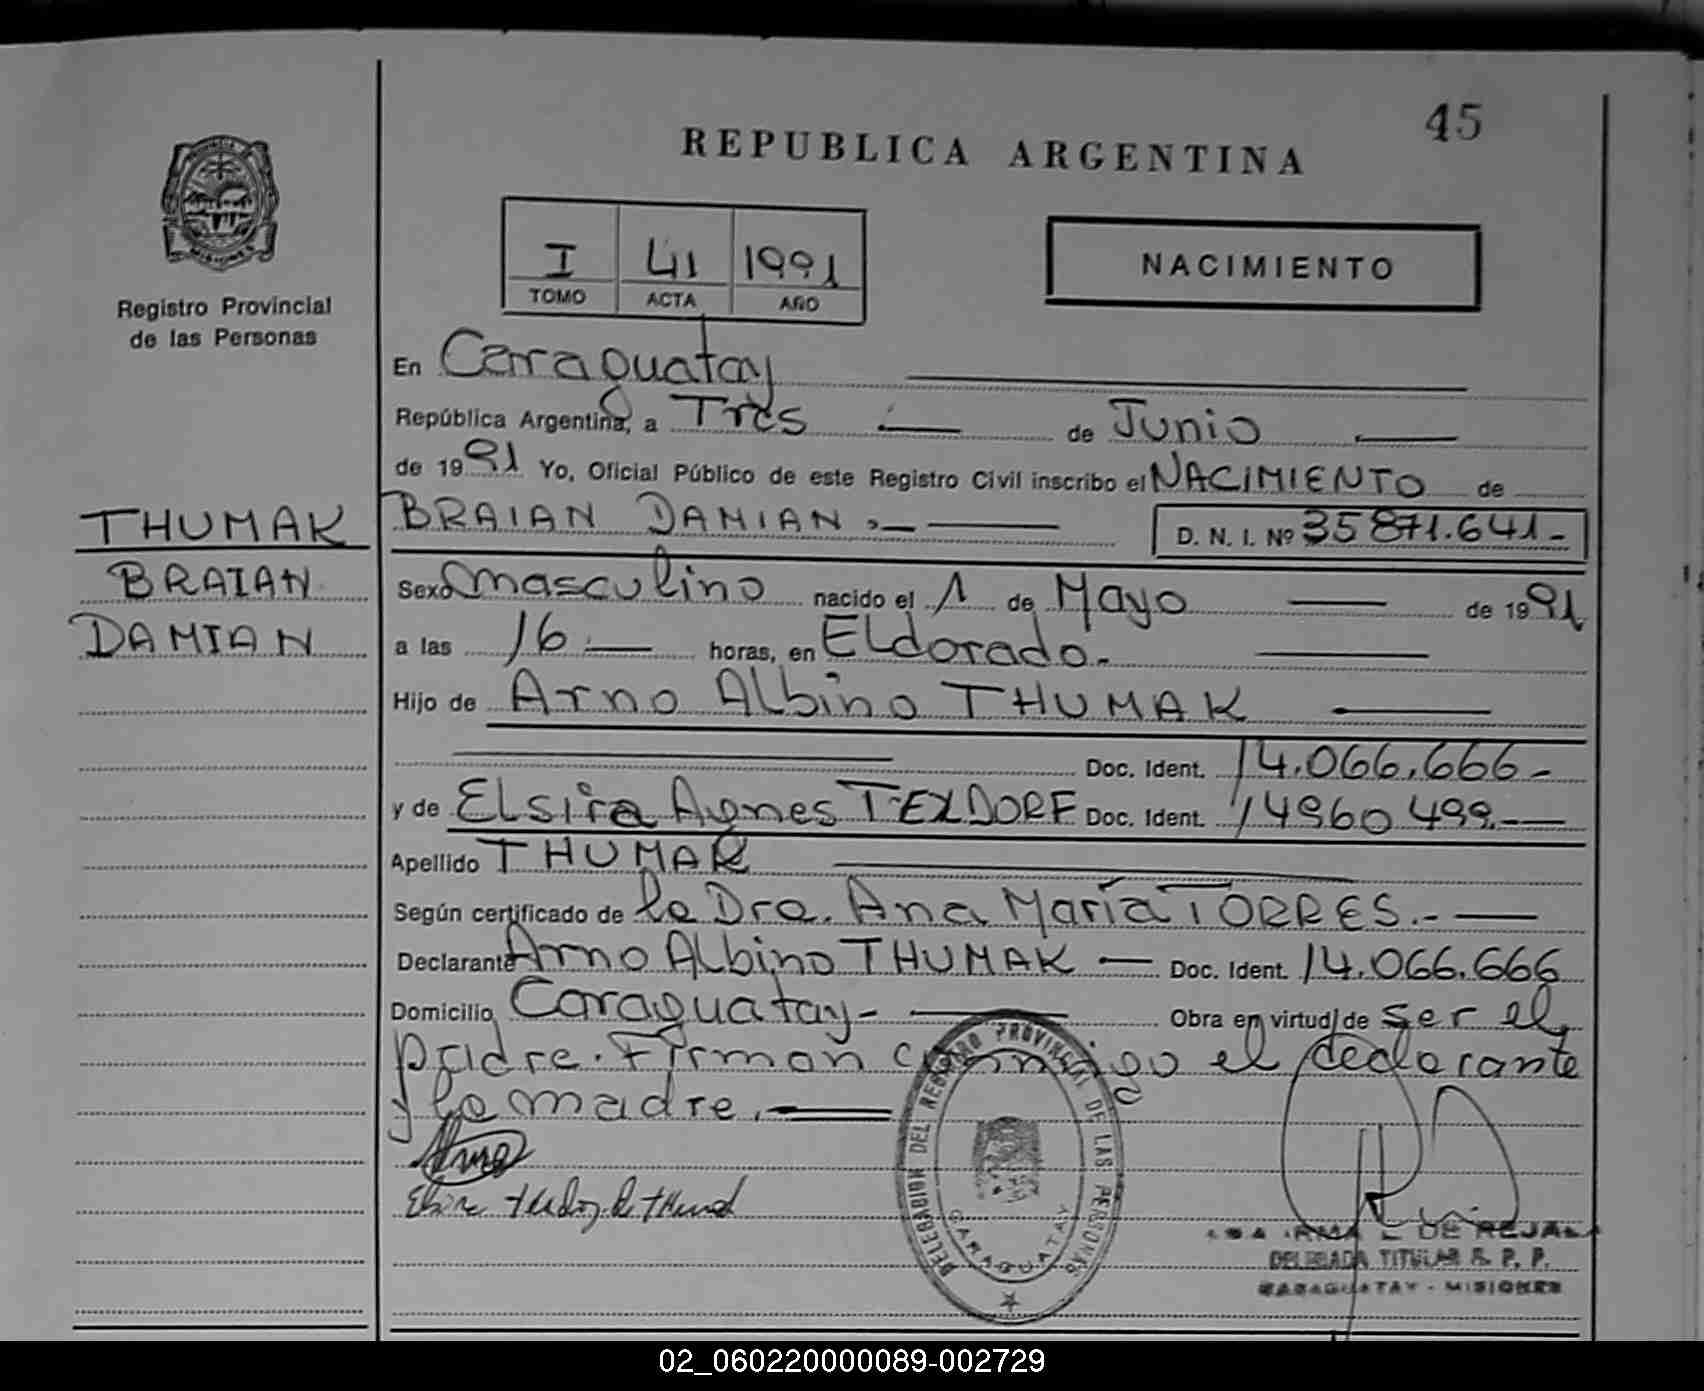 45
REPUBLICA ARGENTINA
I 41 1991
TOMO ACTA AÑO
NACIMIENTO
Registro Provincial
de las Personas
THUMAK
BRAIAN
DAMIAN
En Caraguatay
República Argentina, a Tres de Junio
de 1991 Yo, Oficial Público de este Registro Civil inscribo el NACIMIENTO de
BRAIAN DAMIAN.- D. N. I. Nº 35871.641-
Sexo masculino nacido el 1 de Mayo de 1991
a las 16.— horas, en ELdorado.-
Hijo de Arno Albino THUMAK
Doc. Ident. 14.066.666-
y de Elsira Agnes TEXDORF Doc. Ident. 14960499.-
Apellido THUMAK
Según certificado de la Dra. Ana María TORRES.-
Declarante Arno ALbino THUMAK — Doc. Ident. 14.066.666
Domicilio Caraguatay- Obra en virtud de ser el
padre. Firman conmigo el declarante
y la madre.
DELEGACION DEL REGISTRO PROVINCIAL DE LAS PERSONAS
CARAGUATAY
DE REJALA
DELEGADA TITULAR R. P. P.
CARAGUATAY - MISIONES
02_060220000089-002729